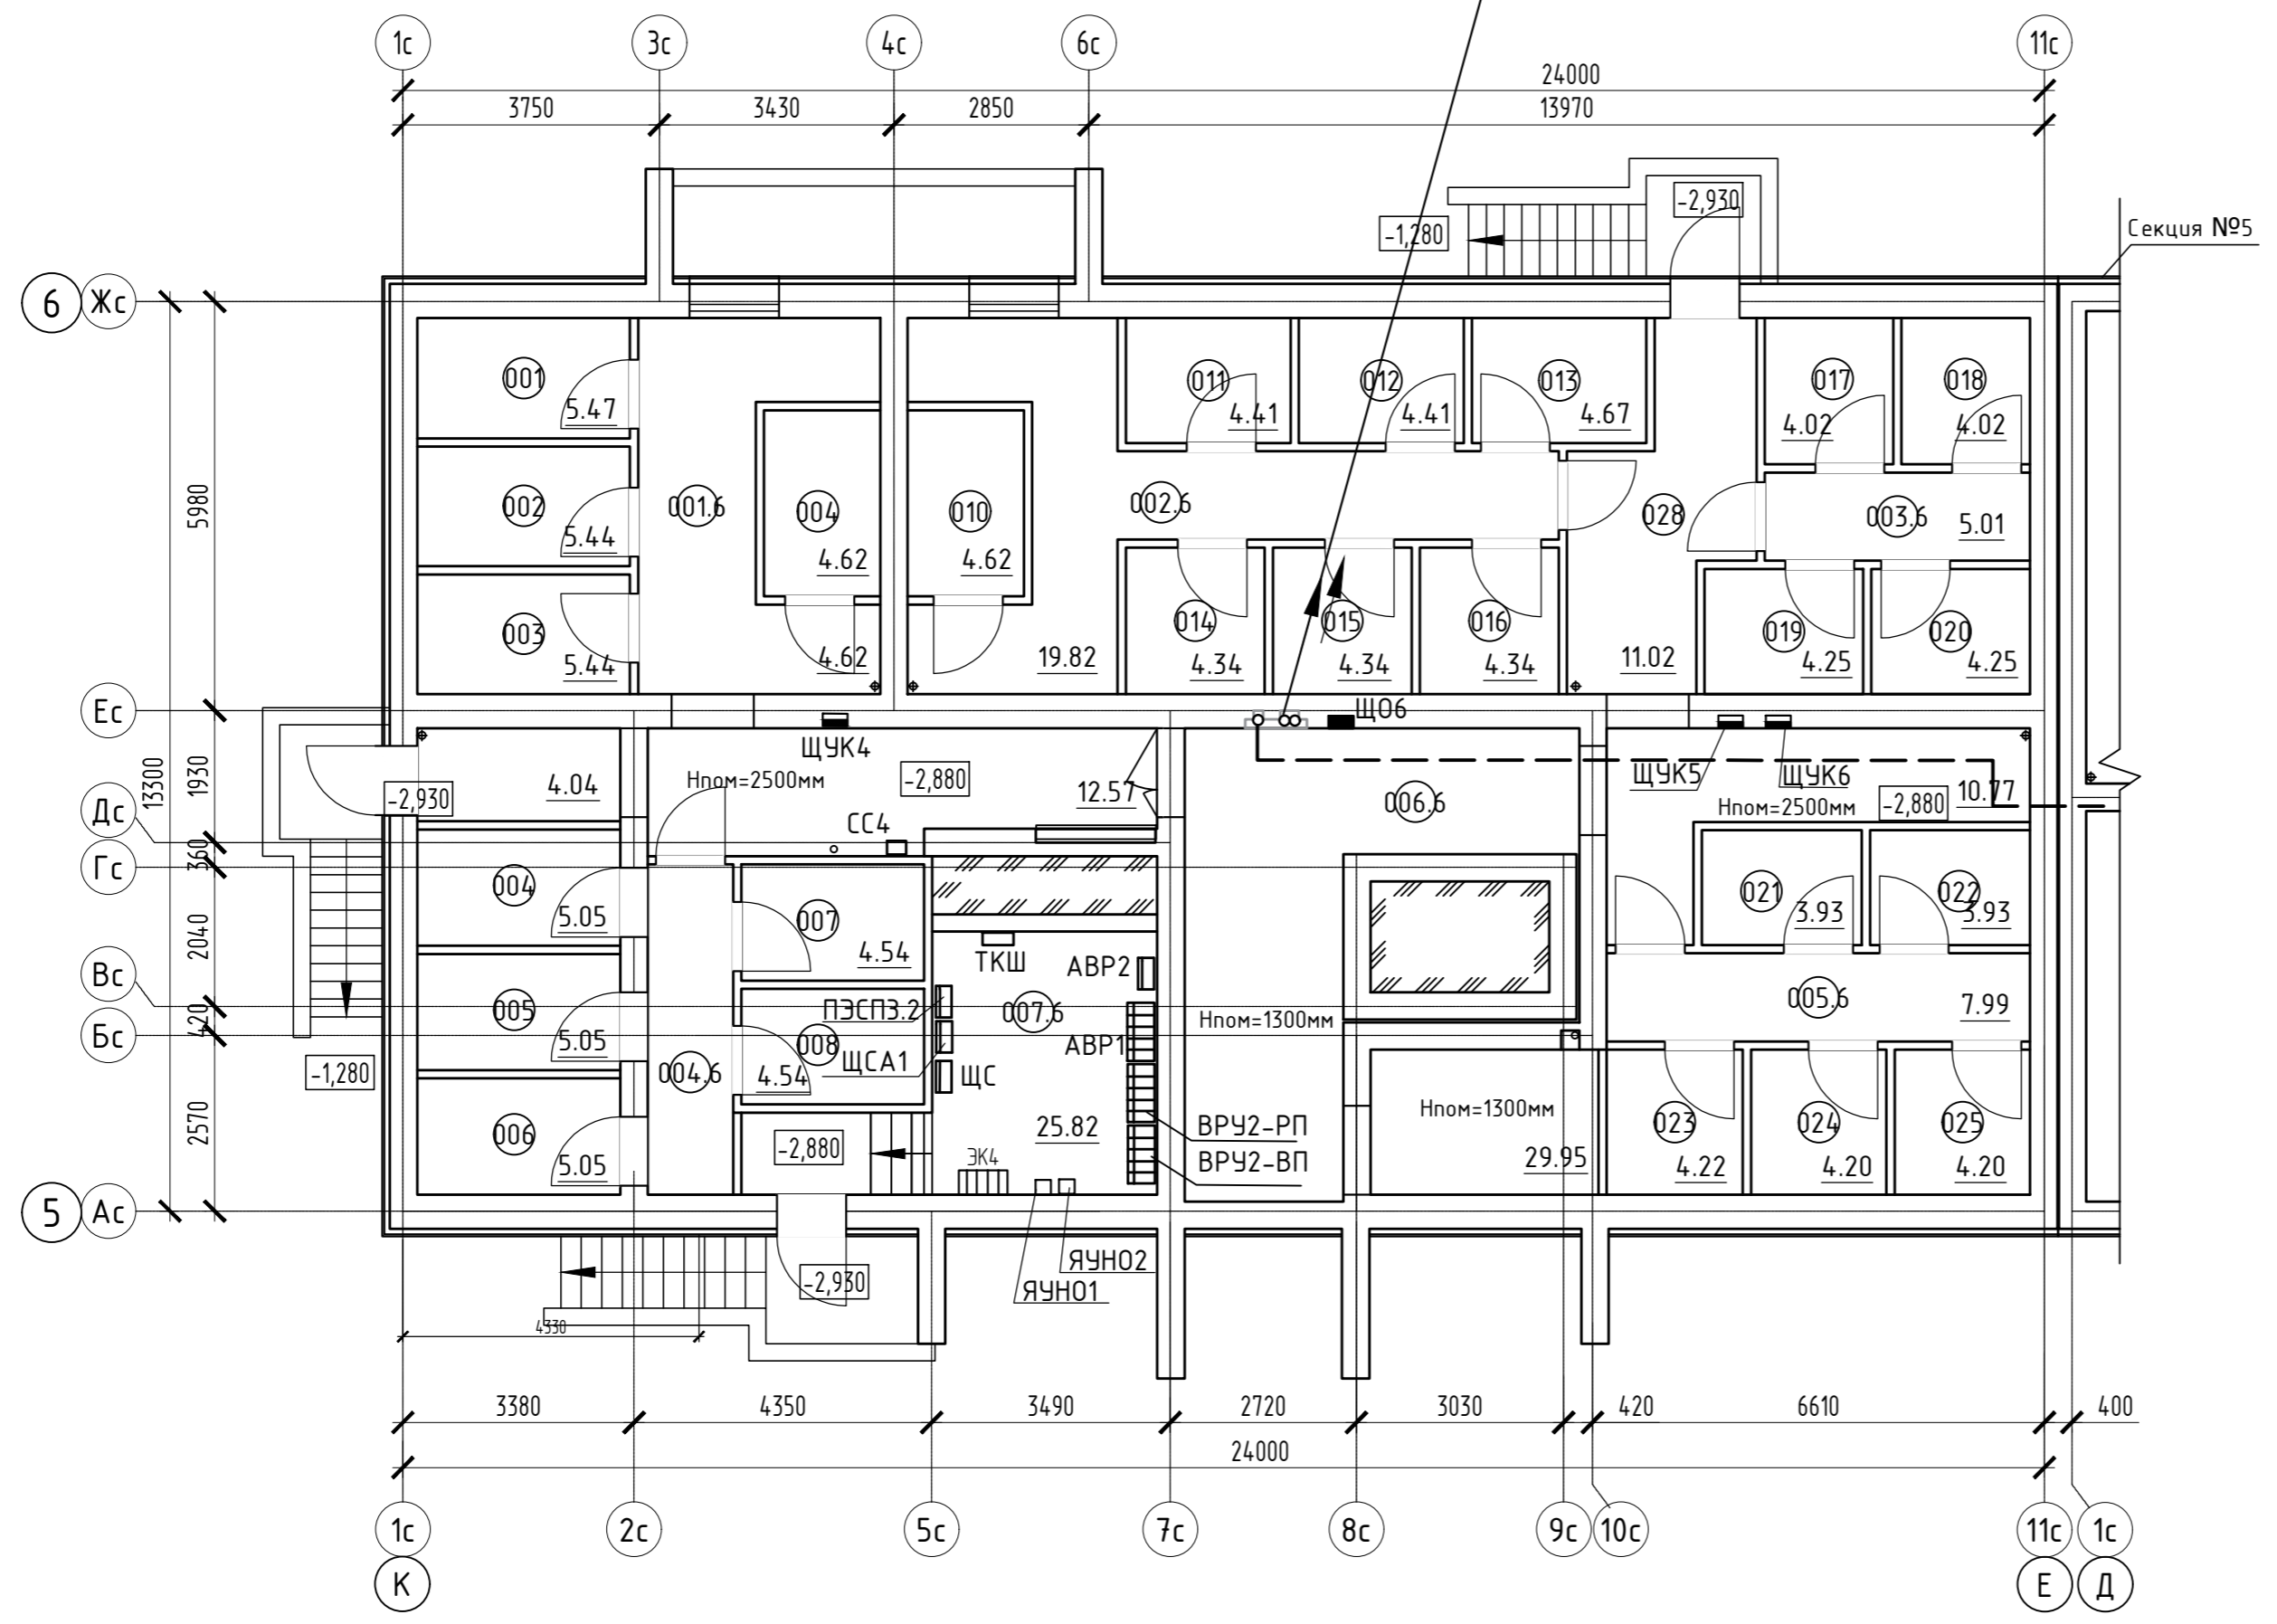 1с 3с 4с 6с 11с
24000
3750 3430 2850 13970
-2,930
-1,280
Секция №5
6 Жс
001 5.47
002 5.44
003 5.44
001.6
004 4.62
4.62
010 4.62
19.82
002.6
011 4.41
012 4.41
013 4.67
014 4.34
015 4.34
016 4.34
028
11.02
017 4.02
018 4.02
003.6 5.01
019 4.25
020 4.25
5980
13300
1930
360
2040
420
2570
Ес
Дс
Гс
Вс
Бс
5 Ас
ЩО6
ЩУК4
Нпом=2500мм
-2,880
12.57
СС4
4.04
-2,930
-1,280
004 5.05
005 5.05
006 5.05
004.6
007 4.54
008 4.54
ТКШ
АВР2
ПЭСПЗ.2
007.6
АВР1
ЩСА1
ЩС
25.82
ВРУ2-РП
ВРУ2-ВП
ЭК4
-2,880
ЯУНО2
ЯУНО1
-2,930
4330
006.6
Нпом=1300мм
Нпом=1300мм
29.95
ЩУК5
ЩУК6
Нпом=2500мм
-2,880
10.77
021 3.93
022 3.93
005.6 7.99
023 4.22
024 4.20
025 4.20
3380 4350 3490 2720 3030 420 6610 400
24000
1с 2с 5с 7с 8с 9с 10с 11с 1с
К Е Д